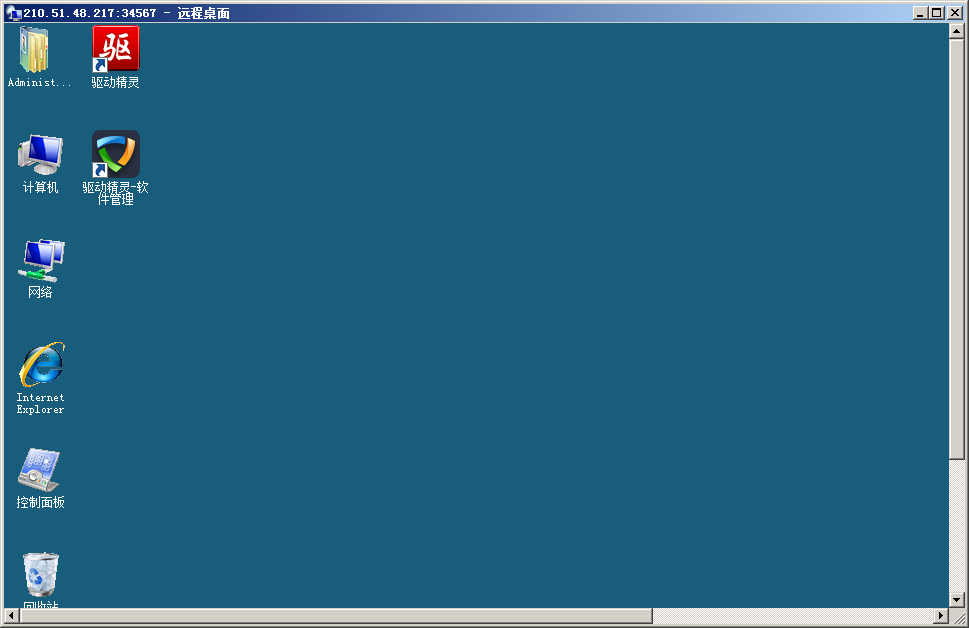 210.51.48.217:34567 - 远程桌面
Administ...
驱
驱动精灵
计算机
驱动精灵-软
件管理
网络
Internet
Explorer
控制面板
回收站